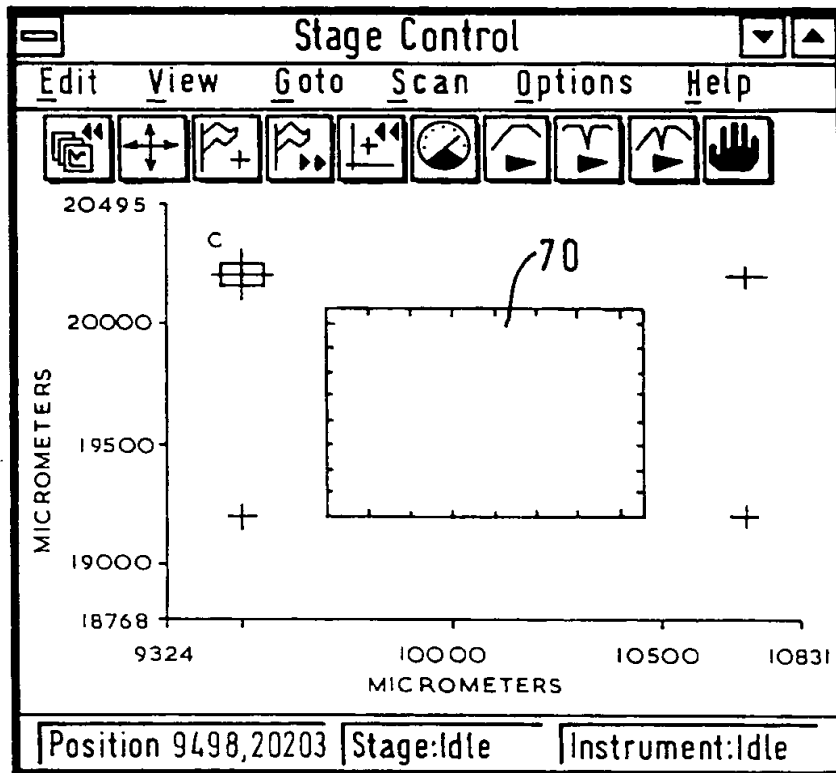 Stage Control
Edit View Goto Scan Options Help
20495
C
70
20000
MICROMETERS
19500
19000
18768
9324 10000 10500 10831
MICROMETERS
Position 9498,20203 Stage:Idle Instrument:Idle